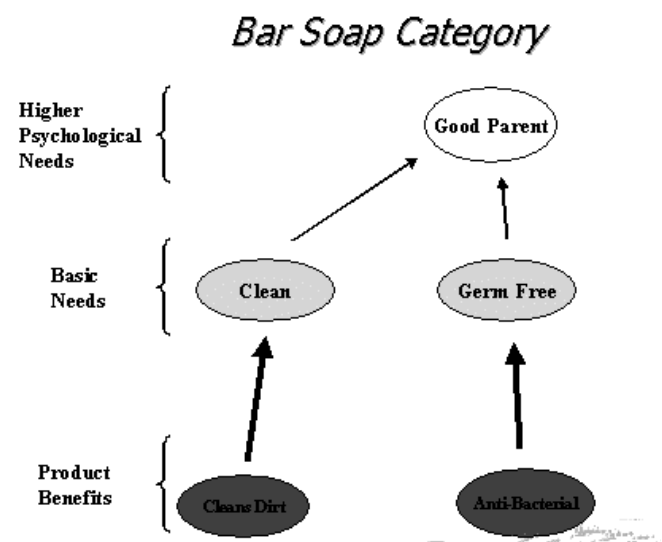 Bar Soap Category
Higher
Psychological
Needs
Good Parent
Basic
Needs
Clean
Germ Free
Product
Benefits
Cleans Dirt
Anti-Bacterial